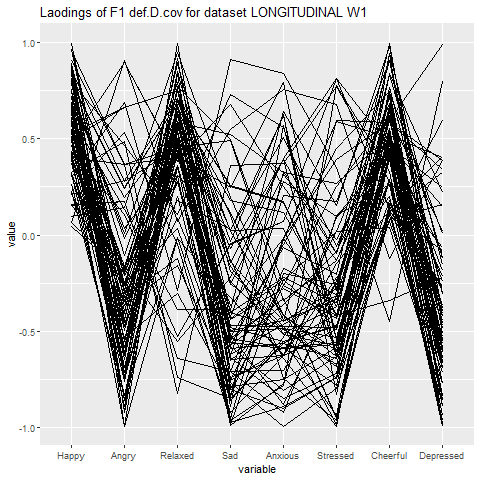 Laodings of F1 def.D.cov for dataset LONGITUDINAL W1
1.0
0.5
0.0
-0.5
-1.0
value
Happy Angry Relaxed Sad Anxious Stressed Cheerful Depressed
variable